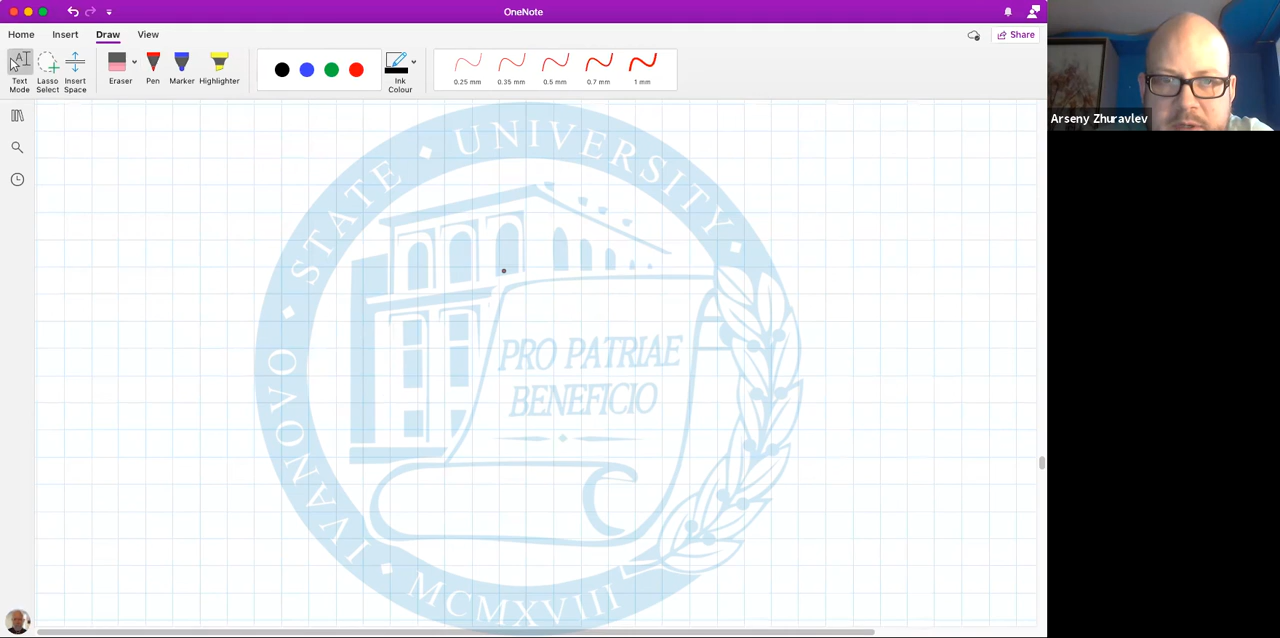 OneNote
Home Insert Draw View
Share
Text Mode
Lasso Select
Insert Space
Eraser
Pen
Marker
Highlighter
Ink Colour
0.25 mm
0.35 mm
0.5 mm
0.7 mm
1 mm
Arseny Zhuravlev
IVANOVO STATE UNIVERSITY
PRO PATRIAE
BENEFICIO
MCMXVIII